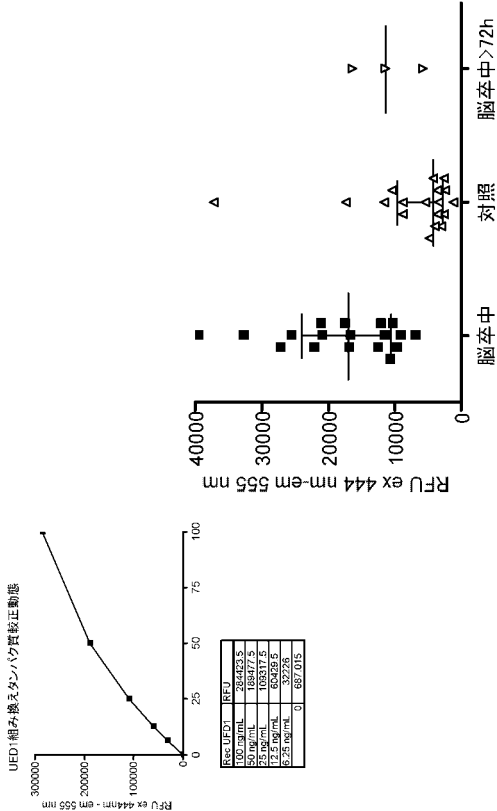 UED1組み換えタンパク質較正動態
RFU ex 444nm - em 555 nm
300000
200000
100000
0
0 25 50 75 100
Rec UFD1 RFU
100 ng/mL 284423.5
50 ng/mL 189477.5
25 ng/mL 109317.5
12.5 ng/mL 60429.5
6.25 ng/mL 32226
0 687.015
RFU ex 444 nm-em 555 nm
40000
30000
20000
10000
0
脳卒中 対照 脳卒中>72h